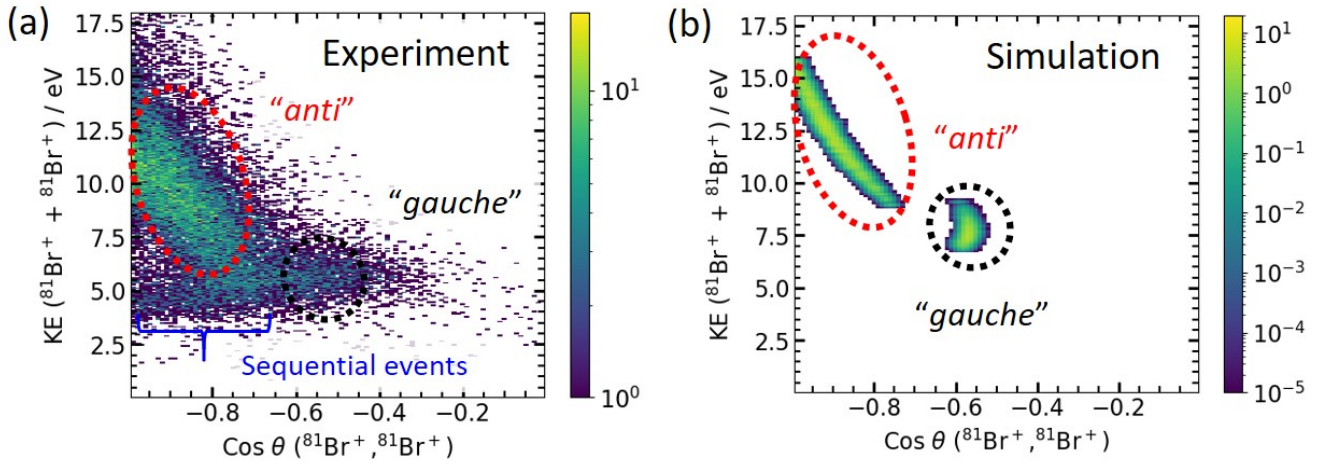 (a)
Experiment
"anti"
"gauche"
Sequential events
KE (⁸¹Br⁺ + ⁸¹Br⁺) / eV
17.5
15.0
12.5
10.0
7.5
5.0
2.5
−0.8
−0.6
−0.4
−0.2
Cos θ (⁸¹Br⁺,⁸¹Br⁺)
10¹
10⁰
(b)
Simulation
"anti"
"gauche"
KE (⁸¹Br⁺ + ⁸¹Br⁺) / eV
17.5
15.0
12.5
10.0
7.5
5.0
2.5
−0.8
−0.6
−0.4
−0.2
Cos θ (⁸¹Br⁺,⁸¹Br⁺)
10¹
10⁰
10⁻¹
10⁻²
10⁻³
10⁻⁴
10⁻⁵